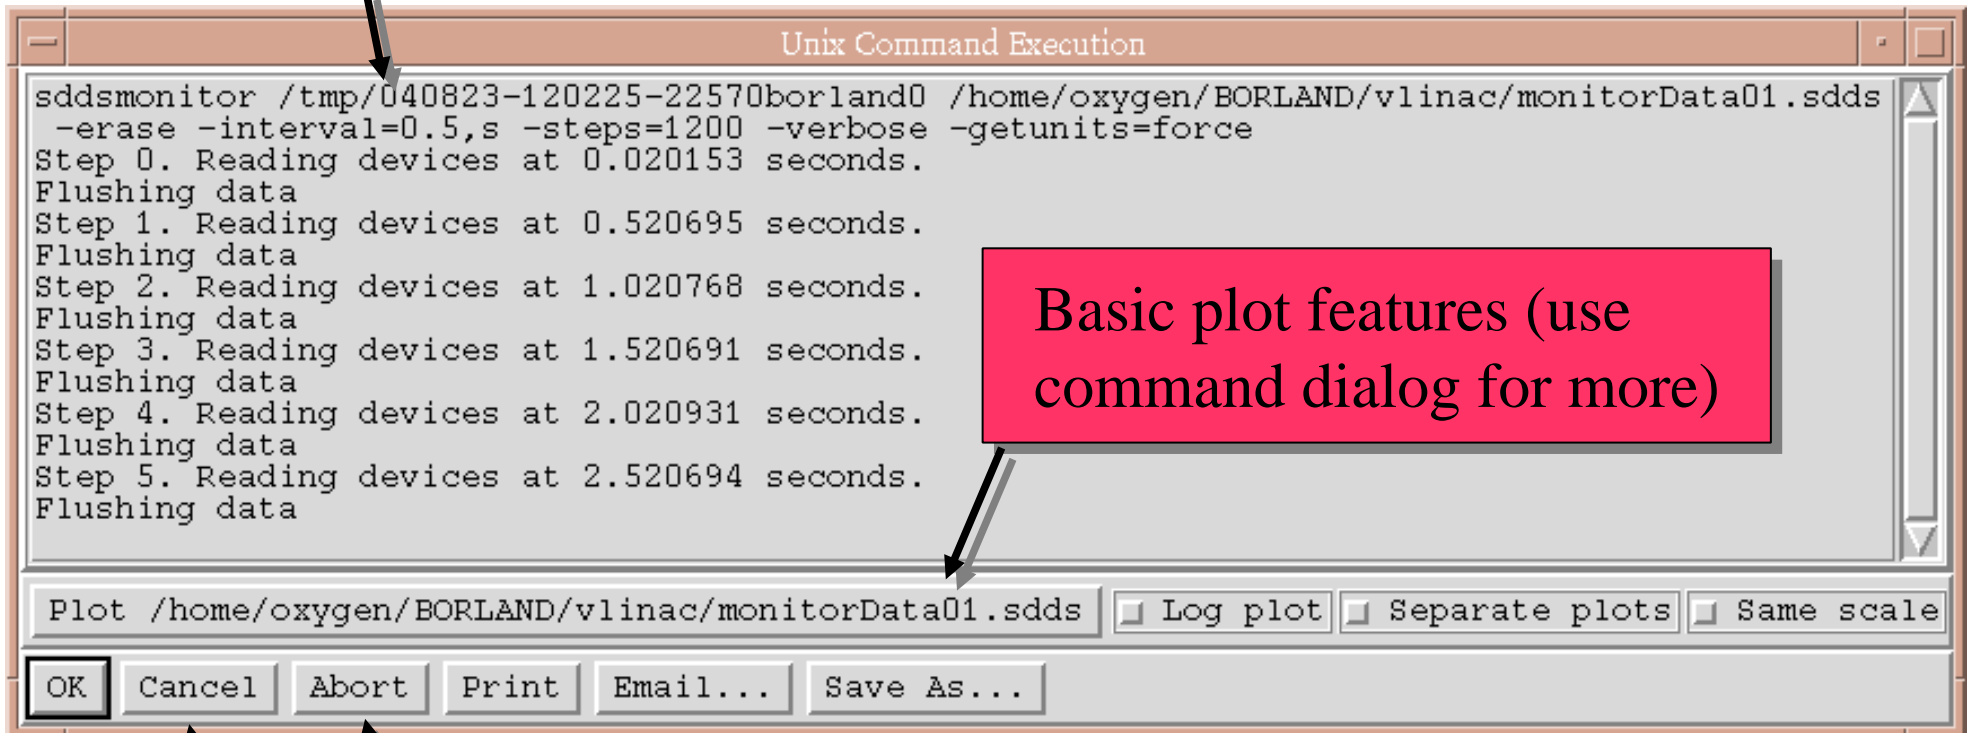 Unix Command Execution
sddsmonitor /tmp/040823-120225-22570borland0 /home/oxygen/BORLAND/vlinac/monitorData01.sdds
-erase -interval=0.5,s -steps=1200 -verbose -getunits=force
Step 0. Reading devices at 0.020153 seconds.
Flushing data
Step 1. Reading devices at 0.520695 seconds.
Flushing data
Step 2. Reading devices at 1.020768 seconds.
Flushing data
Step 3. Reading devices at 1.520691 seconds.
Flushing data
Step 4. Reading devices at 2.020931 seconds.
Flushing data
Step 5. Reading devices at 2.520694 seconds.
Flushing data
Basic plot features (use
command dialog for more)
Plot /home/oxygen/BORLAND/vlinac/monitorData01.sdds Log plot Separate plots Same scale
OK Cancel Abort Print Email... Save As...